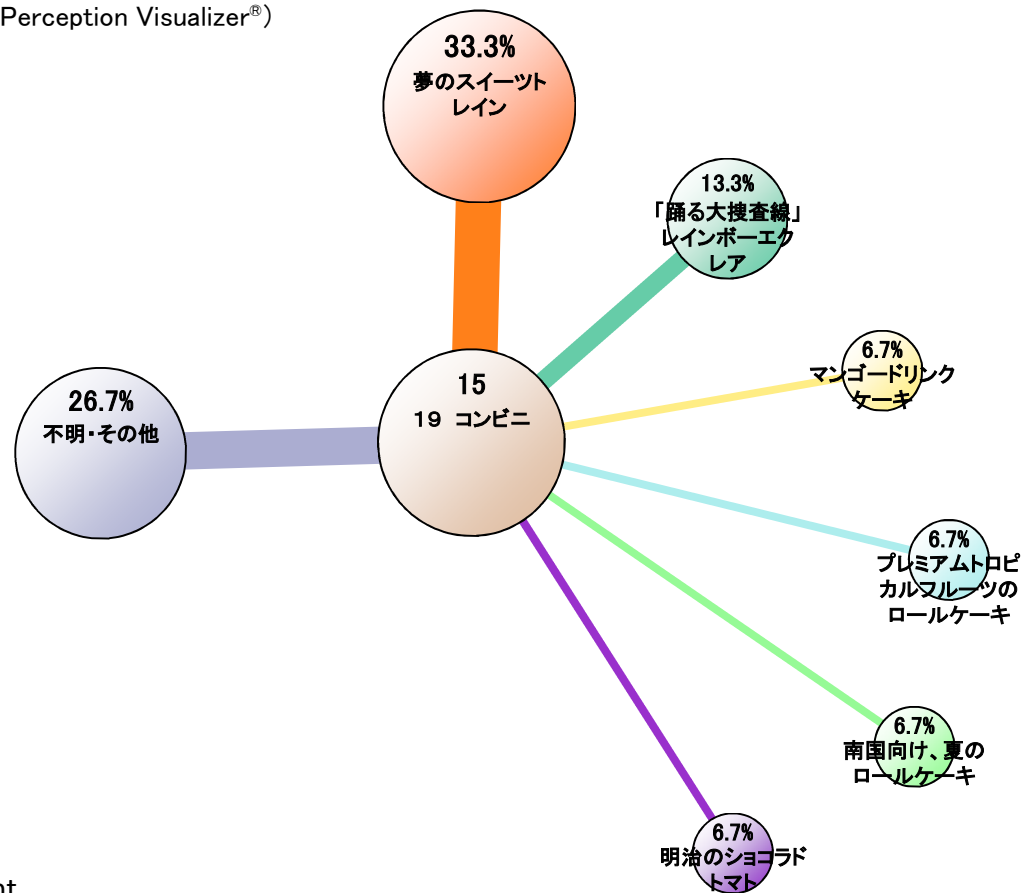 Perception Visualizer®)
33.3%
夢のスイーツト
レイン
13.3%
「踊る大捜査線」
レインボーエク
レア
6.7%
マンゴードリンク
ケーキ
15
19 コンビニ
26.7%
不明・その他
6.7%
プレミアムトロピ
カルフルーツの
ロールケーキ
6.7%
南国向け、夏の
ロールケーキ
6.7%
明治のショコラド
トマト
nt